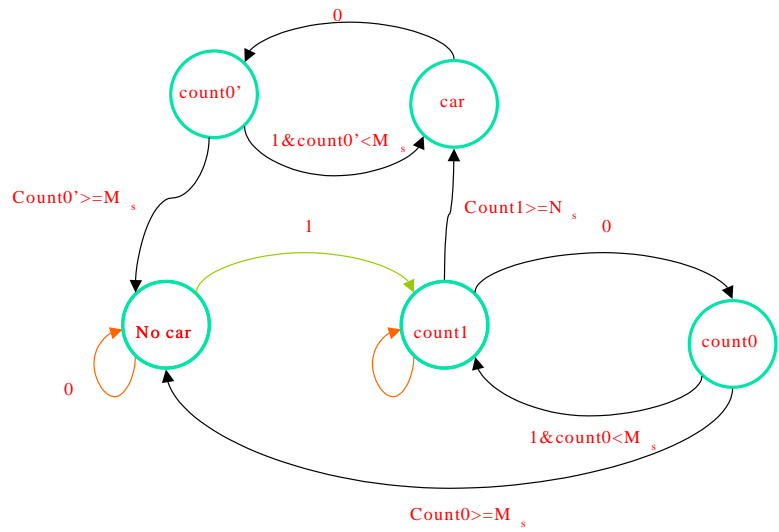 0
count0’
car
1&count0’<M s
Count0’>=M s
Count1>=N s
1
0
No car
count1
count0
0
1&count0<M s
Count0>=M s